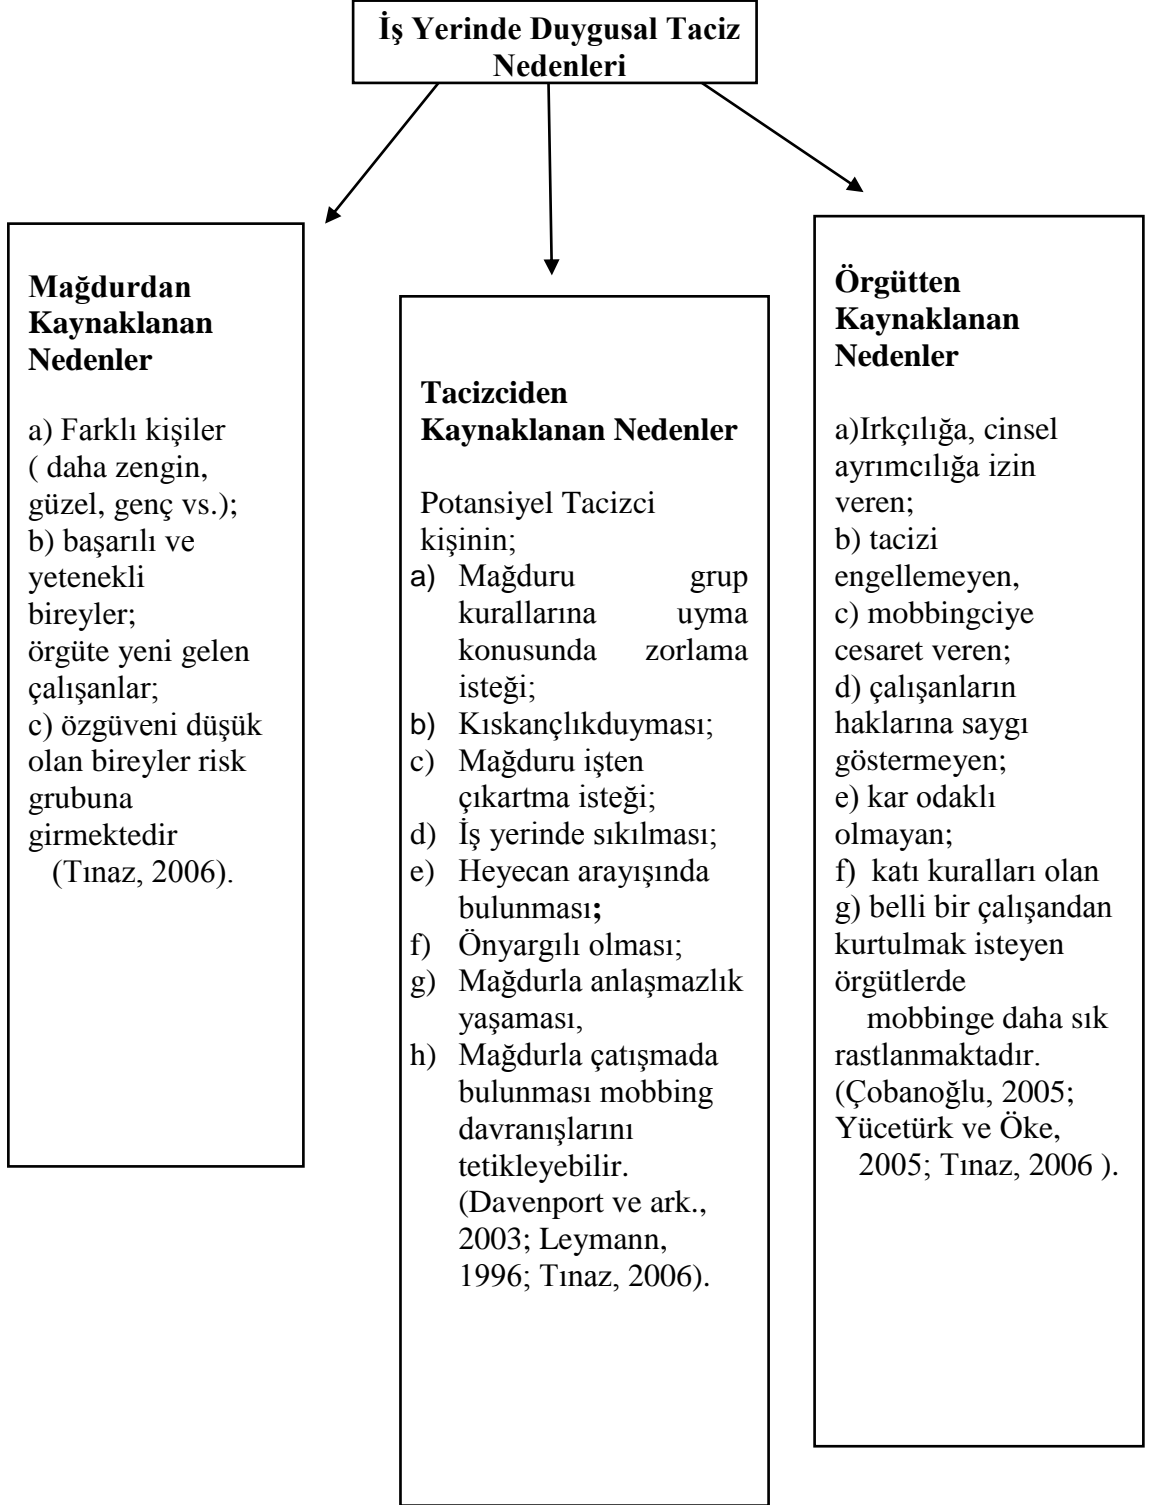 İş Yerinde Duygusal Taciz
Nedenleri
Mağdurdan
Kaynaklanan
Nedenler
a) Farklı kişiler
( daha zengin,
güzel, genç vs.);
b) başarılı ve
yetenekli
bireyler;
örgüte yeni gelen
çalışanlar;
c) özgüveni düşük
olan bireyler risk
grubuna
girmektedir
(Tınaz, 2006).
Tacizciden
Kaynaklanan Nedenler
Potansiyel Tacizci
kişinin;
a) Mağduru grup
kurallarına uyma
konusunda zorlama
isteği;
b) Kıskançlıkduyması;
c) Mağduru işten
çıkartma isteği;
d) İş yerinde sıkılması;
e) Heyecan arayışında
bulunması;
f) Önyargılı olması;
g) Mağdurla anlaşmazlık
yaşaması,
h) Mağdurla çatışmada
bulunması mobbing
davranışlarını
tetikleyebilir.
(Davenport ve ark.,
2003; Leymann,
1996; Tınaz, 2006).
Örgütten
Kaynaklanan
Nedenler
a)Irkçılığa, cinsel
ayrımcılığa izin
veren;
b) tacizi
engellemeyen,
c) mobbingciye
cesaret veren;
d) çalışanların
haklarına saygı
göstermeyen;
e) kar odaklı
olmayan;
f) katı kuralları olan
g) belli bir çalışandan
kurtulmak isteyen
örgütlerde
mobbinge daha sık
rastlanmaktadır.
(Çobanoğlu, 2005;
Yücetürk ve Öke,
2005; Tınaz, 2006 ).